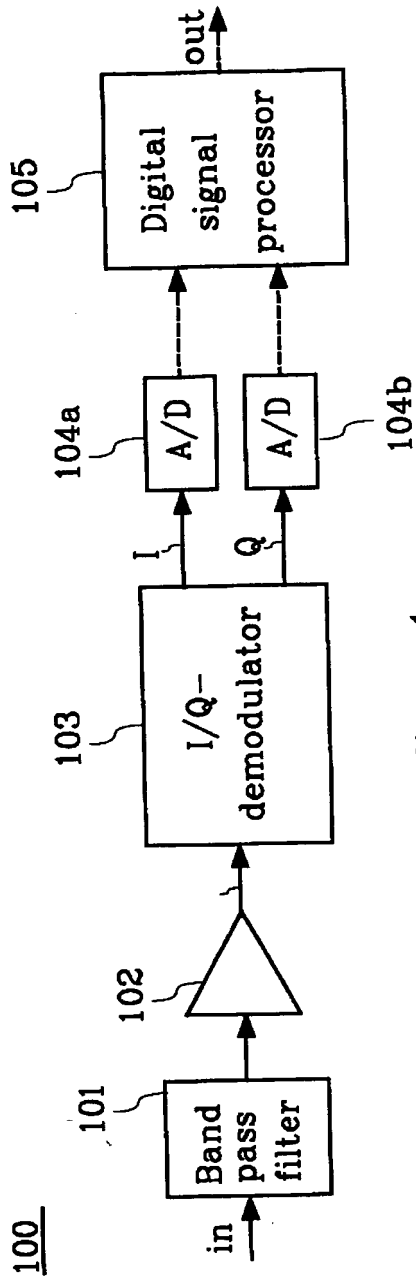 100
in
101
Band
pass
filter
102
103
I/Q-
demodulator
I
Q
104a
A/D
A/D
104b
105
Digital
signal
processor
out